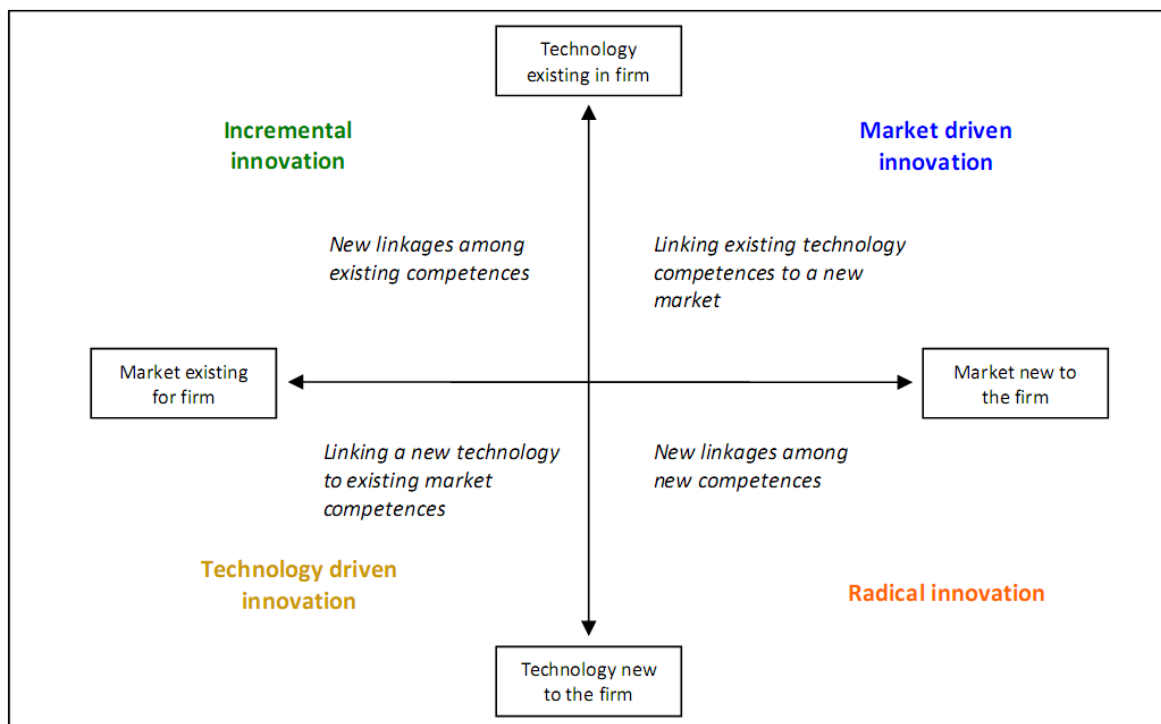 Technology
existing in firm
Incremental
innovation
Market driven
innovation
New linkages among
existing competences
Linking existing technology
competences to a new
market
Market existing
for firm
Market new to
the firm
Linking a new technology
to existing market
competences
New linkages among
new competences
Technology driven
innovation
Radical innovation
Technology new
to the firm